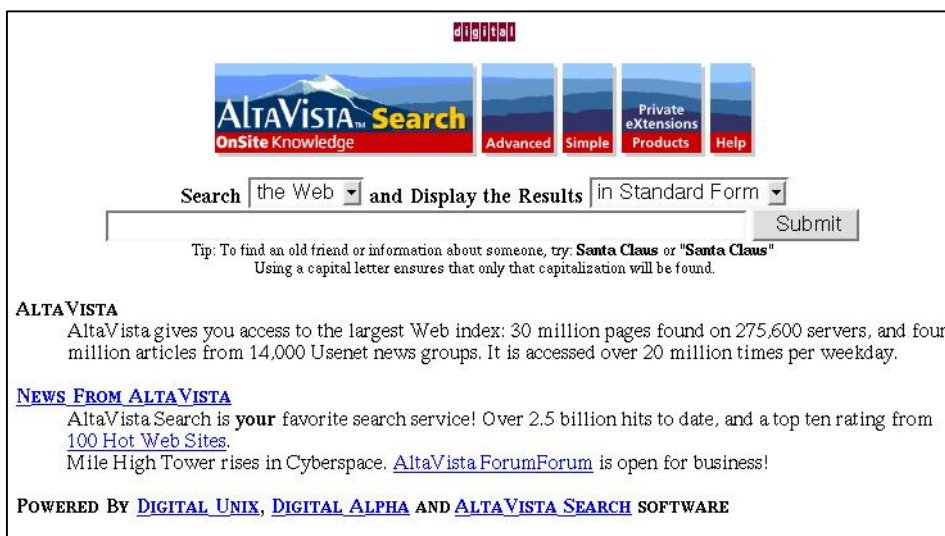 digital
ALTAVISTA™ Search
OnSite Knowledge
Advanced
Simple
Private
eXtensions
Products
Help
Search the Web and Display the Results in Standard Form
Submit
Tip: To find an old friend or information about someone, try: Santa Claus or "Santa Claus"
Using a capital letter ensures that only that capitalization will be found.
ALTAVISTA
AltaVista gives you access to the largest Web index: 30 million pages found on 275,600 servers, and four
million articles from 14,000 Usenet news groups. It is accessed over 20 million times per weekday.
NEWS FROM ALTAVISTA
AltaVista Search is your favorite search service! Over 2.5 billion hits to date, and a top ten rating from
100 Hot Web Sites.
Mile High Tower rises in Cyberspace. AltaVista ForumForum is open for business!
POWERED BY DIGITAL UNIX, DIGITAL ALPHA AND ALTAVISTA SEARCH SOFTWARE